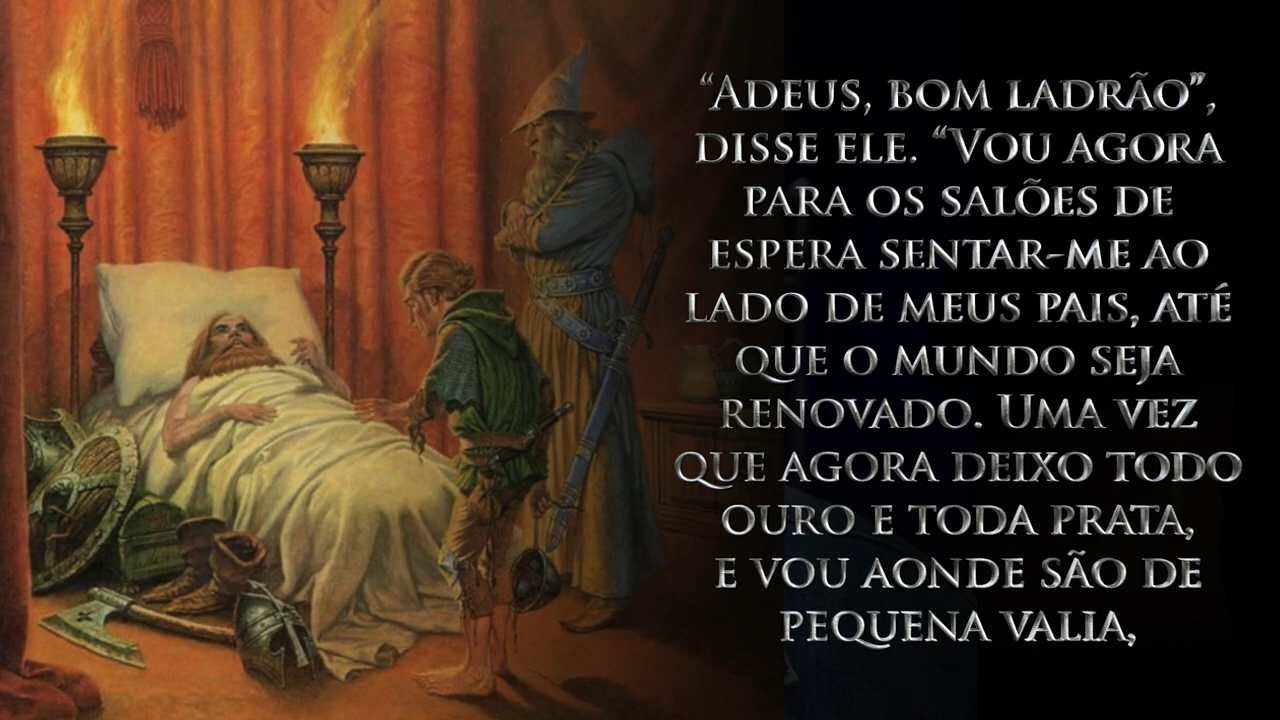 “Adeus, bom ladrão”,
disse ele. “Vou agora
para os salões de
espera sentar-me ao
lado de meus pais, até
que o mundo seja
renovado. Uma vez
que agora deixo todo
ouro e toda prata,
e vou aonde são de
pequena valia,